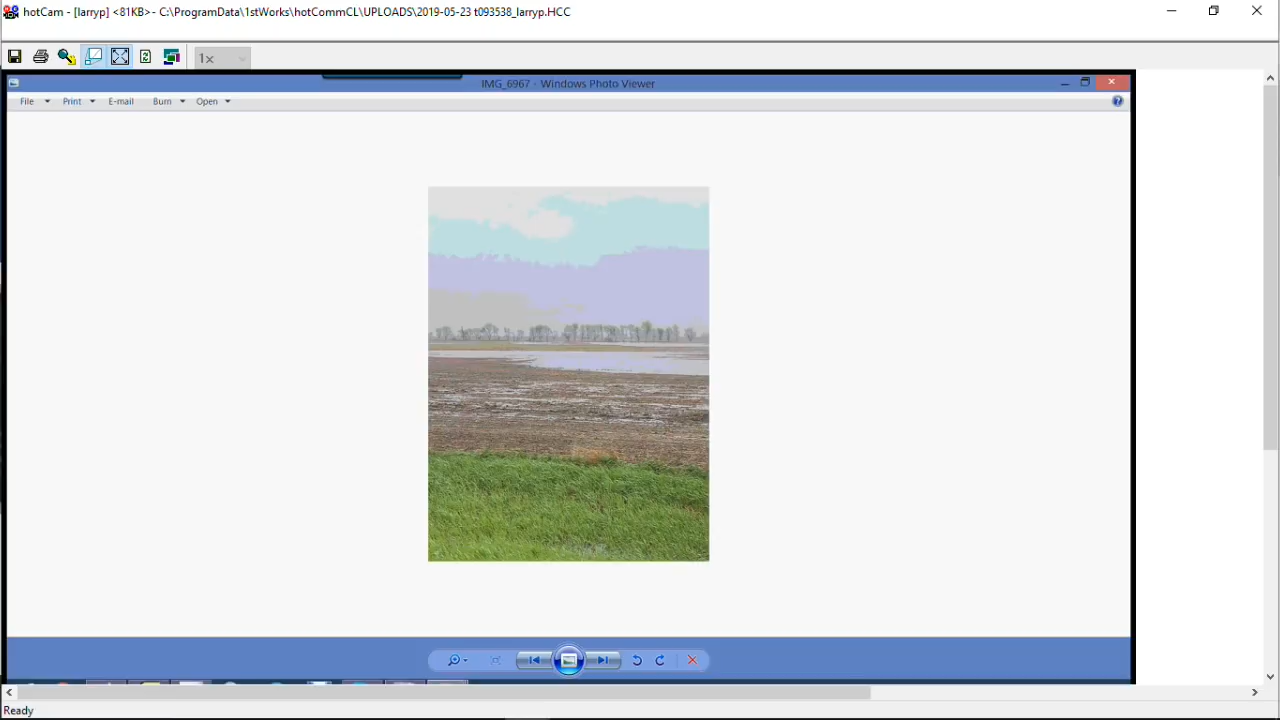 hotCam - [larryp] <81KB>- C:\ProgramData\1stWorks\hotCommCL\UPLOADS\2019-05-23 t093538_larryp.HCC
1x
IMG_6967 - Windows Photo Viewer
File Print E-mail Burn Open
Ready